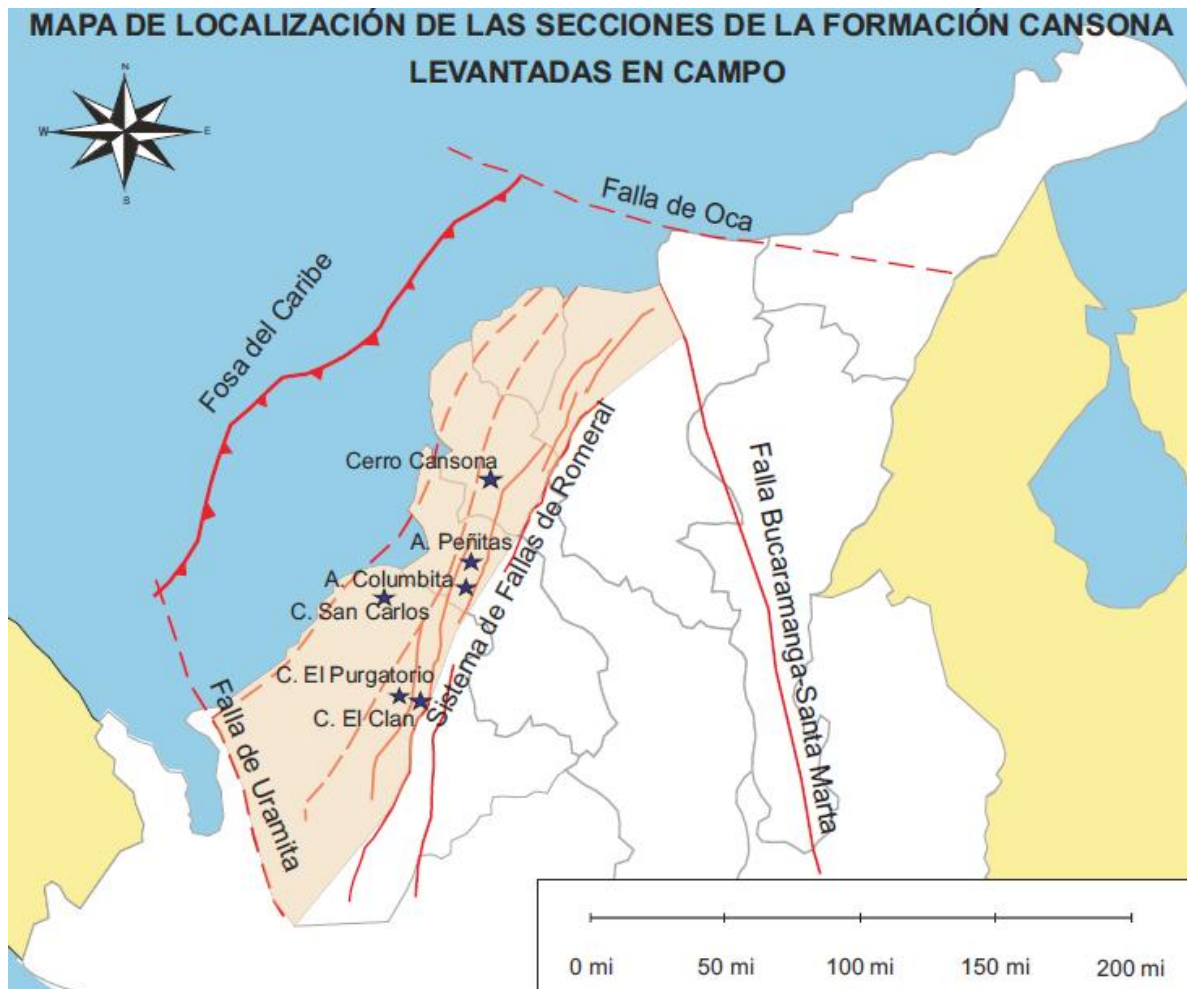 MAPA DE LOCALIZACIÓN DE LAS SECCIONES DE LA FORMACIÓN CANSONA
LEVANTADAS EN CAMPO
N
W
E
B
Falla de Oca
Fosa del Caribe
Cerro Cansona
A. Peñitas
A. Columbita
C. San Carlos
C. El Purgatorio
C. El Clan
Sistema de Fallas de Romeral
Falla Bucaramanga-Santa Marta
Falla de Uramita
0 mi
50 mi
100 mi
150 mi
200 mi